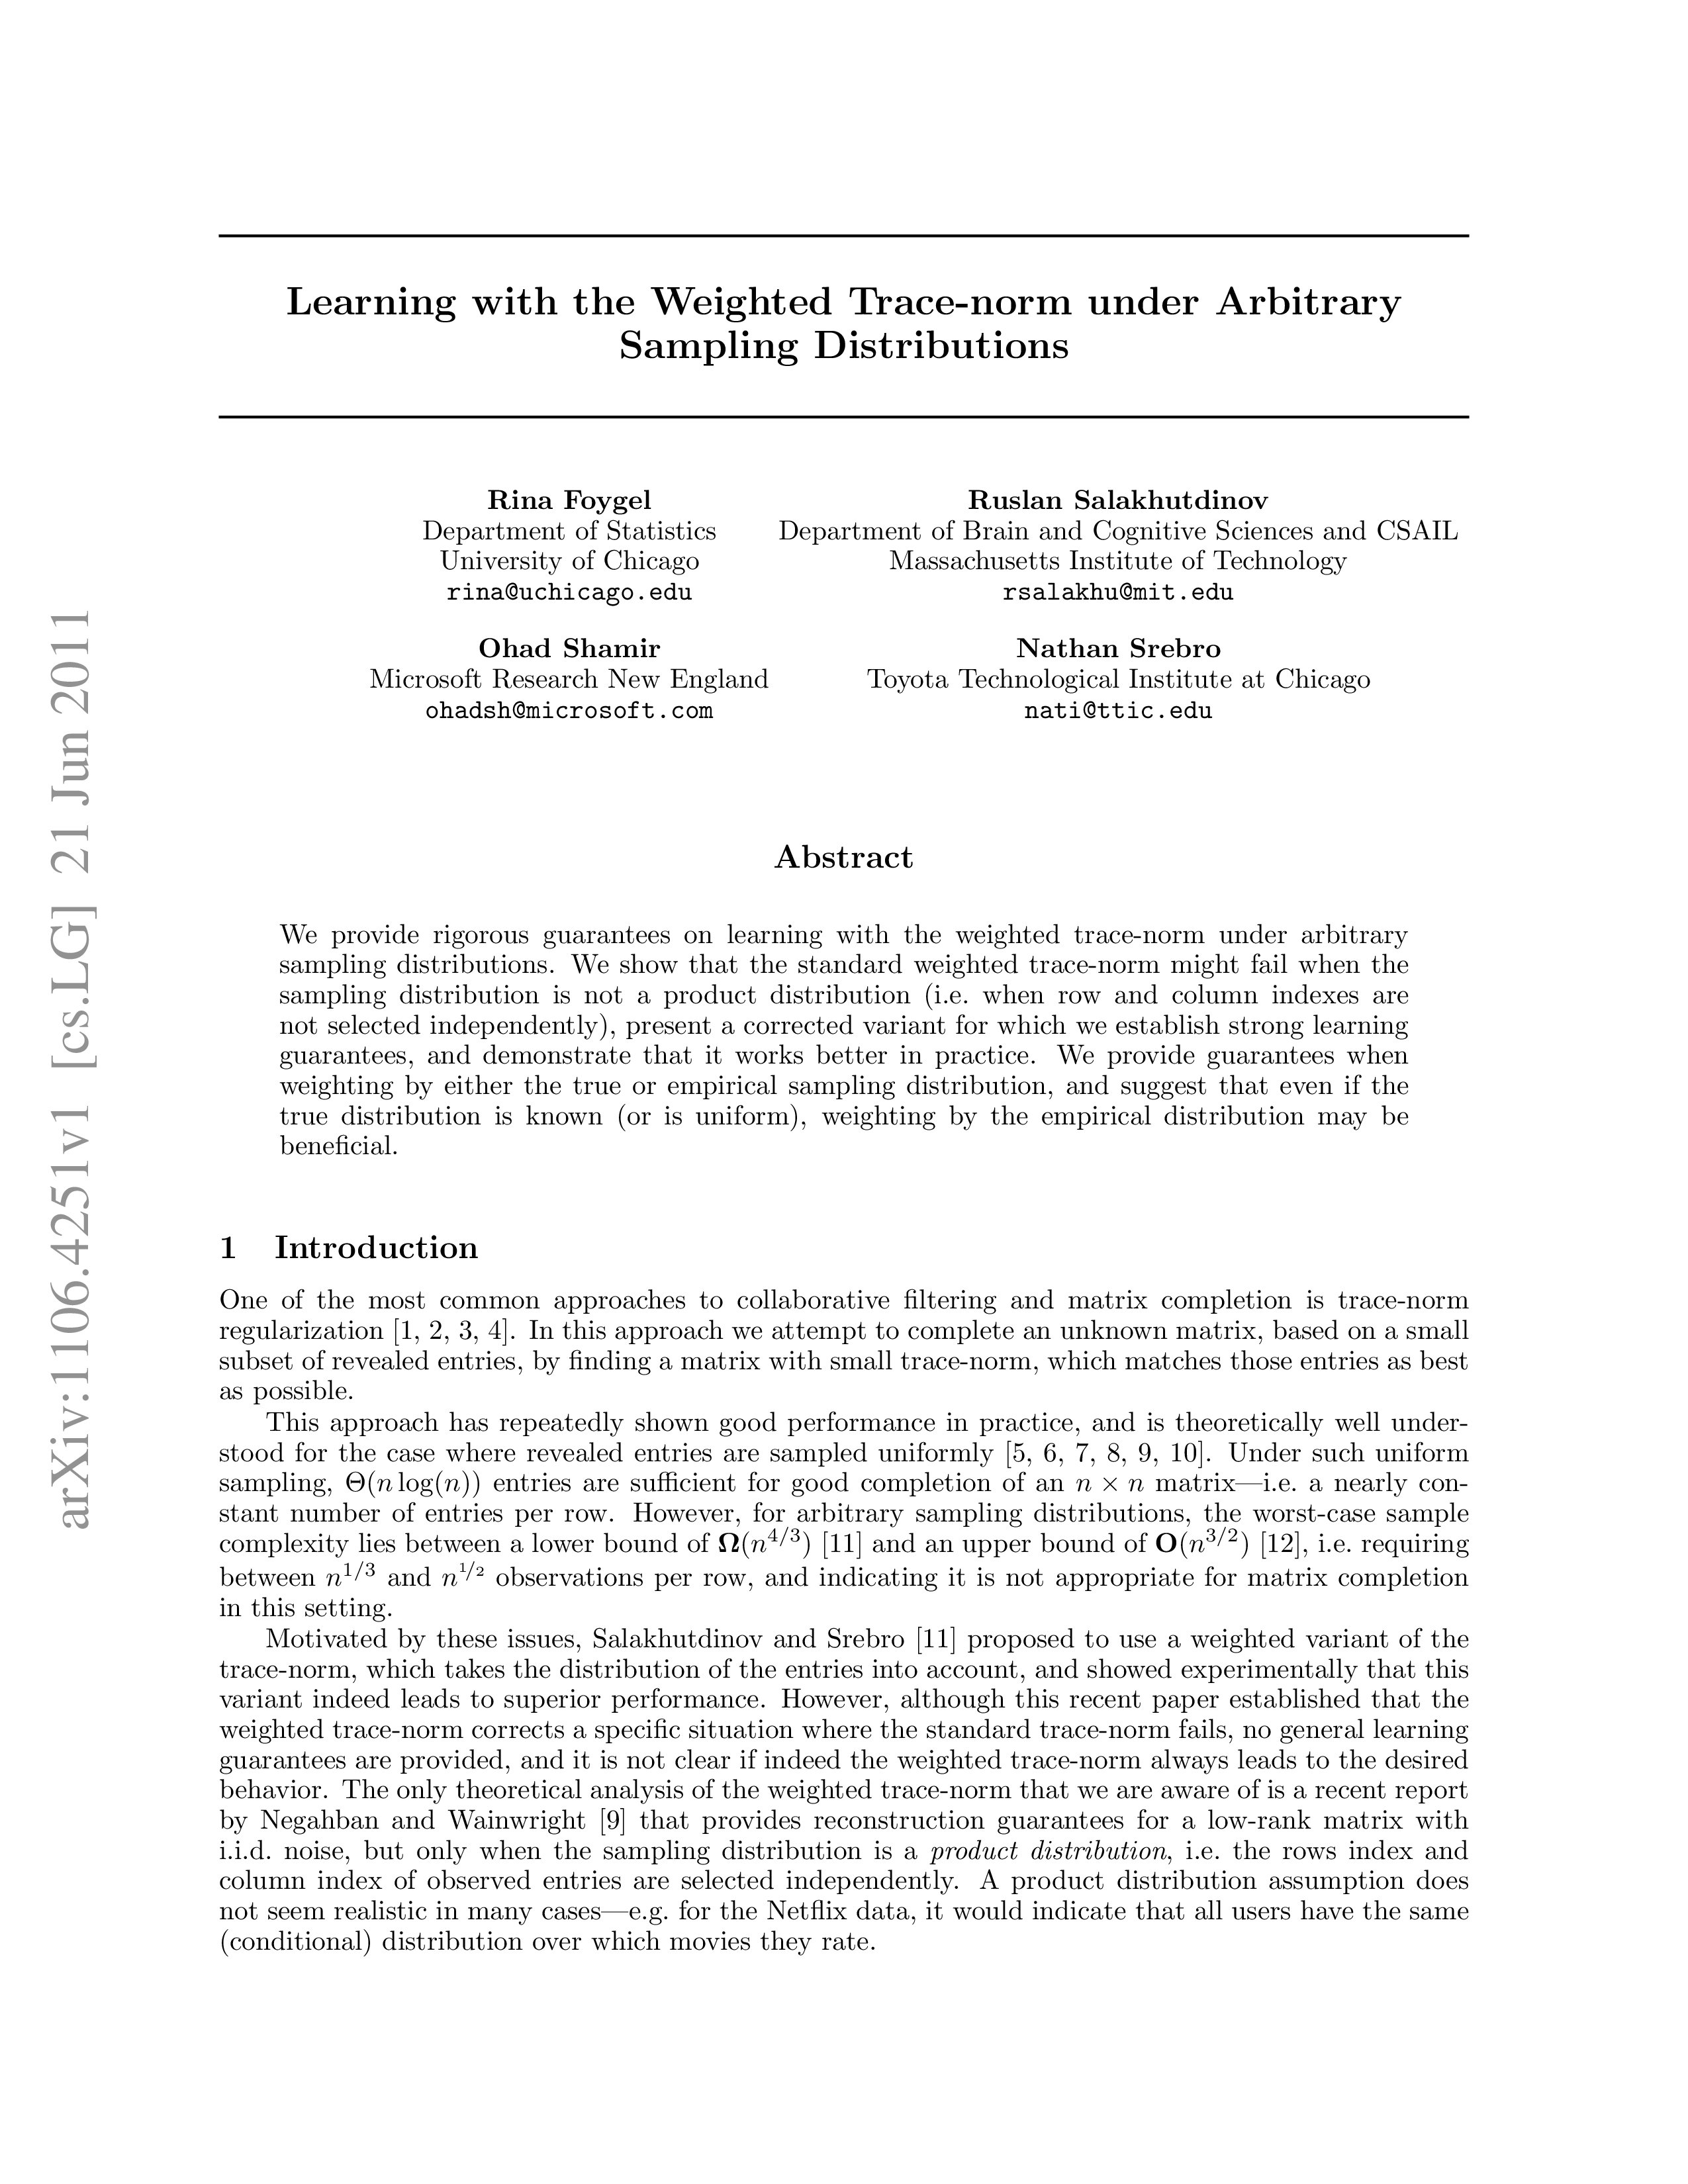 arXiv:1106.4251v1 [cs.LG] 21 Jun 2011
Learning with the Weighted Trace-norm under Arbitrary
Sampling Distributions
Rina Foygel
Department of Statistics
University of Chicago
rina@uchicago.edu
Ruslan Salakhutdinov
Department of Brain and Cognitive Sciences and CSAIL
Massachusetts Institute of Technology
rsalakhu@mit.edu
Ohad Shamir
Microsoft Research New England
ohadsh@microsoft.com
Nathan Srebro
Toyota Technological Institute at Chicago
nati@ttic.edu
Abstract
We provide rigorous guarantees on learning with the weighted trace-norm under arbitrary
sampling distributions. We show that the standard weighted trace-norm might fail when the
sampling distribution is not a product distribution (i.e. when row and column indexes are
not selected independently), present a corrected variant for which we establish strong learning
guarantees, and demonstrate that it works better in practice. We provide guarantees when
weighting by either the true or empirical sampling distribution, and suggest that even if the
true distribution is known (or is uniform), weighting by the empirical distribution may be
beneficial.
1 Introduction
One of the most common approaches to collaborative filtering and matrix completion is trace-norm
regularization [1, 2, 3, 4]. In this approach we attempt to complete an unknown matrix, based on a small
subset of revealed entries, by finding a matrix with small trace-norm, which matches those entries as best
as possible.
This approach has repeatedly shown good performance in practice, and is theoretically well under-
stood for the case where revealed entries are sampled uniformly [5, 6, 7, 8, 9, 10]. Under such uniform
sampling, Θ(n log(n)) entries are sufficient for good completion of an n × n matrix—i.e. a nearly con-
stant number of entries per row. However, for arbitrary sampling distributions, the worst-case sample
complexity lies between a lower bound of Ω(n^{4/3}) [11] and an upper bound of O(n^{3/2}) [12], i.e. requiring
between n^{1/3} and n^{1/2} observations per row, and indicating it is not appropriate for matrix completion
in this setting.
Motivated by these issues, Salakhutdinov and Srebro [11] proposed to use a weighted variant of the
trace-norm, which takes the distribution of the entries into account, and showed experimentally that this
variant indeed leads to superior performance. However, although this recent paper established that the
weighted trace-norm corrects a specific situation where the standard trace-norm fails, no general learning
guarantees are provided, and it is not clear if indeed the weighted trace-norm always leads to the desired
behavior. The only theoretical analysis of the weighted trace-norm that we are aware of is a recent report
by Negahban and Wainwright [9] that provides reconstruction guarantees for a low-rank matrix with
i.i.d. noise, but only when the sampling distribution is a product distribution, i.e. the rows index and
column index of observed entries are selected independently. A product distribution assumption does
not seem realistic in many cases—e.g. for the Netflix data, it would indicate that all users have the same
(conditional) distribution over which movies they rate.